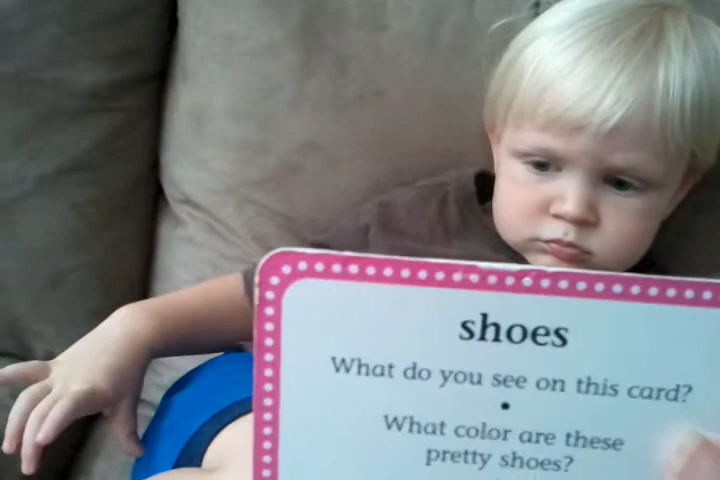 shoes
What do you see on this card?
•
What color are these
pretty shoes?